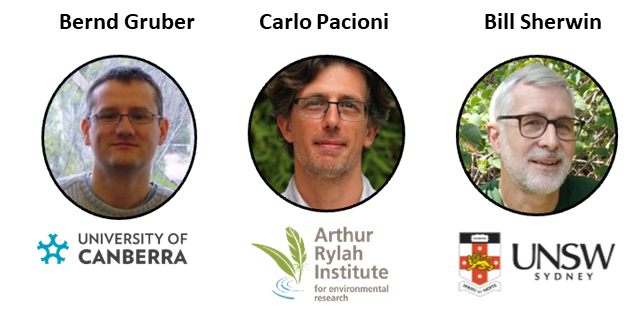 Bernd Gruber
Carlo Pacioni
Bill Sherwin
UNIVERSITY OF
CANBERRA
Arthur
Rylah
Institute
for environmental
research
UNSW
SYDNEY